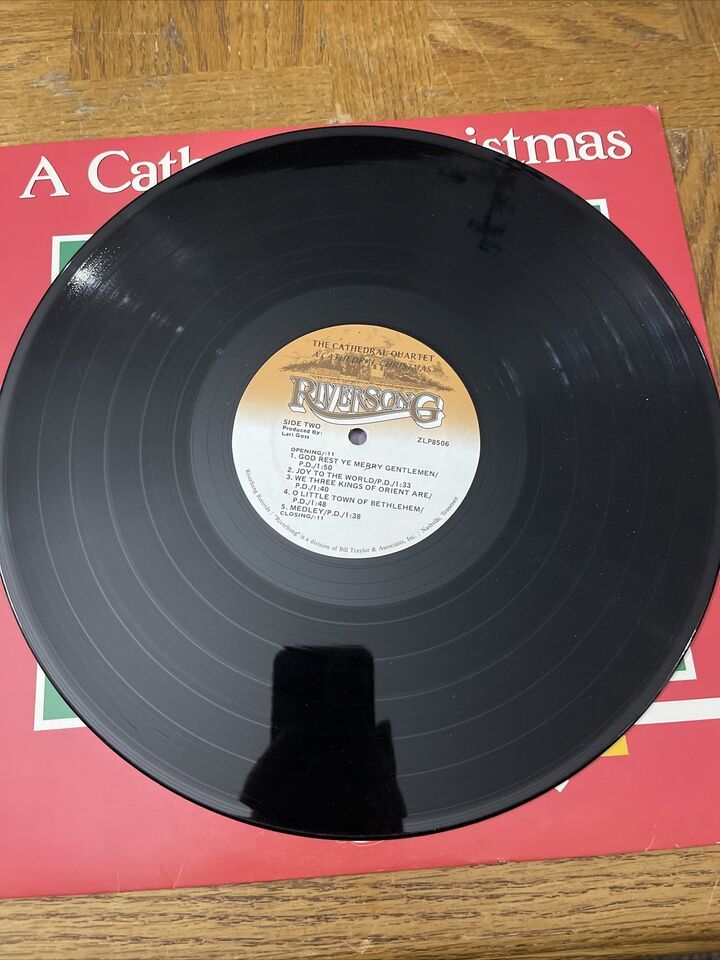 A Cath istmas
THE CATHEDRAL QUARTET
A CATHEDRAL CHRISTMAS
RIVERSONG
SIDE TWO
Produced By:
Lari Goss
ZLP8506
OPENING/:11
1. GOD REST YE MERRY GENTLEMEN/
P.D./1:50
2. JOY TO THE WORLD/P.D./1:33
3. WE THREE KINGS OF ORIENT ARE/
P.D./1:40
4. O LITTLE TOWN OF BETHLEHEM/
P.D./1:48
5. MEDLEY/P.D./1:38
CLOSING/:11
RiverSong Records / "RiverSong" is a division of Bill Traylor & Associates, Inc. / Nashville, Tennessee